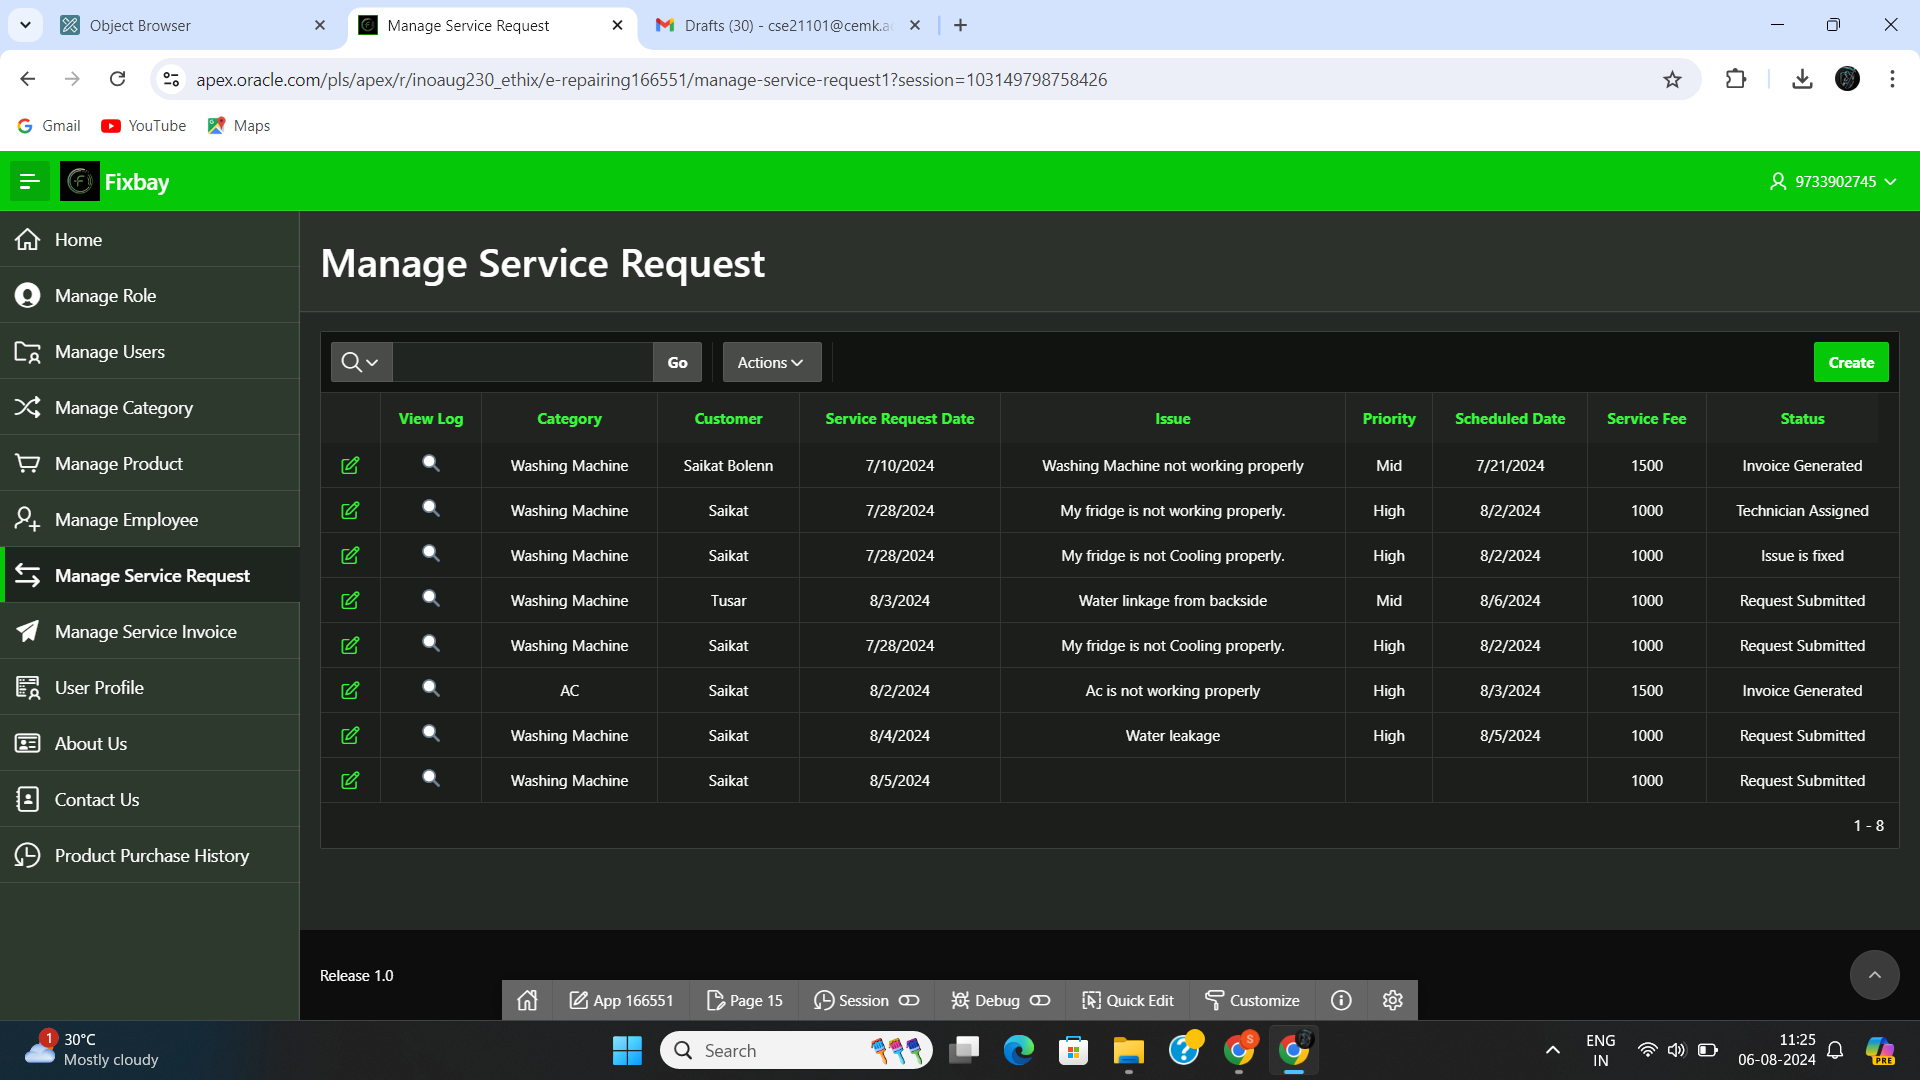 Object Browser
Manage Service Request
Drafts (30) - cse21101@cemk.a
apex.oracle.com/pls/apex/r/inoaug230_ethix/e-repairing166551/manage-service-request1?session=103149798758426
Gmail YouTube Maps
Fixbay
9733902745
Home
Manage Role
Manage Users
Manage Category
Manage Product
Manage Employee
Manage Service Request
Manage Service Invoice
User Profile
About Us
Contact Us
Product Purchase History
Manage Service Request
Go
Actions
Create
View Log Category Customer Service Request Date Issue Priority Scheduled Date Service Fee Status
Washing Machine Saikat Bolenn 7/10/2024 Washing Machine not working properly Mid 7/21/2024 1500 Invoice Generated
Washing Machine Saikat 7/28/2024 My fridge is not working properly. High 8/2/2024 1000 Technician Assigned
Washing Machine Saikat 7/28/2024 My fridge is not Cooling properly. High 8/2/2024 1000 Issue is fixed
Washing Machine Tusar 8/3/2024 Water linkage from backside Mid 8/6/2024 1000 Request Submitted
Washing Machine Saikat 7/28/2024 My fridge is not Cooling properly. High 8/2/2024 1000 Request Submitted
AC Saikat 8/2/2024 Ac is not working properly High 8/3/2024 1500 Invoice Generated
Washing Machine Saikat 8/4/2024 Water leakage High 8/5/2024 1000 Request Submitted
Washing Machine Saikat 8/5/2024 1000 Request Submitted
1 - 8
Release 1.0
App 166551 Page 15 Session Debug Quick Edit Customize
1
30°C
Mostly cloudy
Search
S
ENG
IN
11:25
06-08-2024
PRE